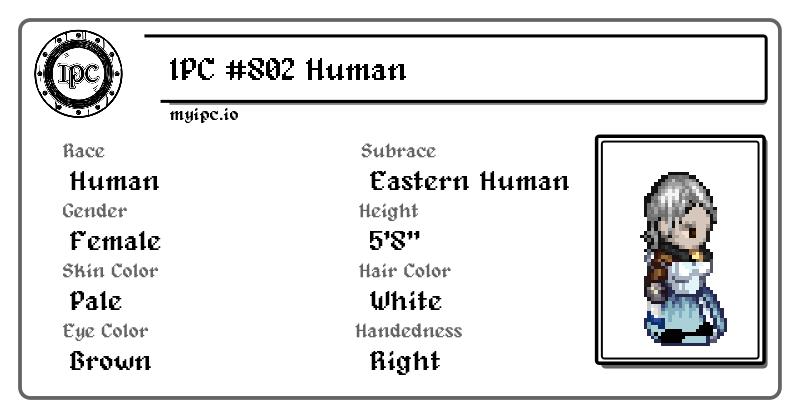 IPC
IPC #802 Human
myipc.io
Race
Human
Subrace
Eastern Human
Gender
Female
Height
5'8"
Skin Color
Pale
Hair Color
White
Eye Color
Brown
Handedness
Right